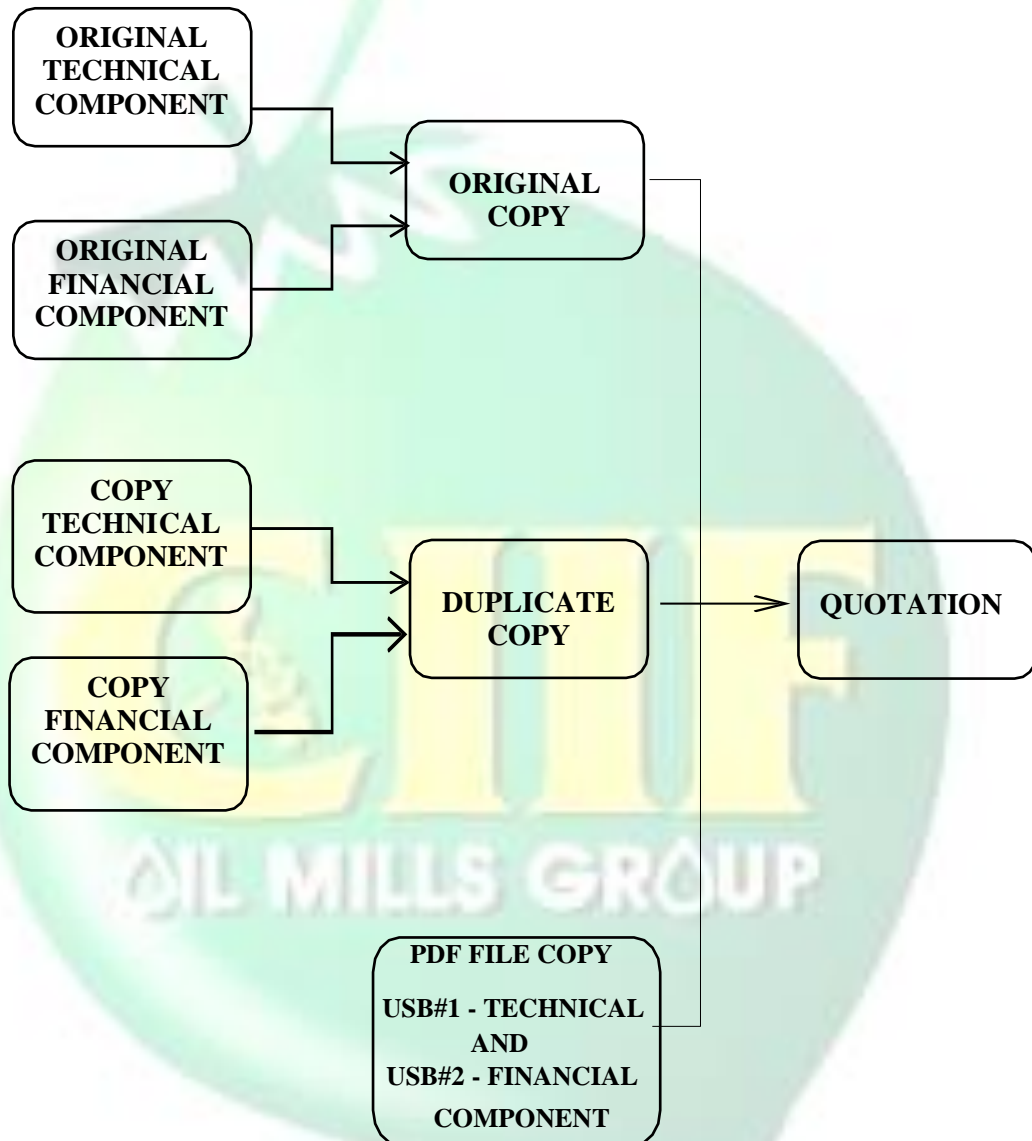 ORIGINAL
TECHNICAL
COMPONENT
ORIGINAL
COPY
ORIGINAL
FINANCIAL
COMPONENT
COPY
TECHNICAL
COMPONENT
DUPLICATE
COPY
QUOTATION
COPY
FINANCIAL
COMPONENT
CIIF
OIL MILLS GROUP
PDF FILE COPY
USB#1 - TECHNICAL
AND
USB#2 - FINANCIAL
COMPONENT